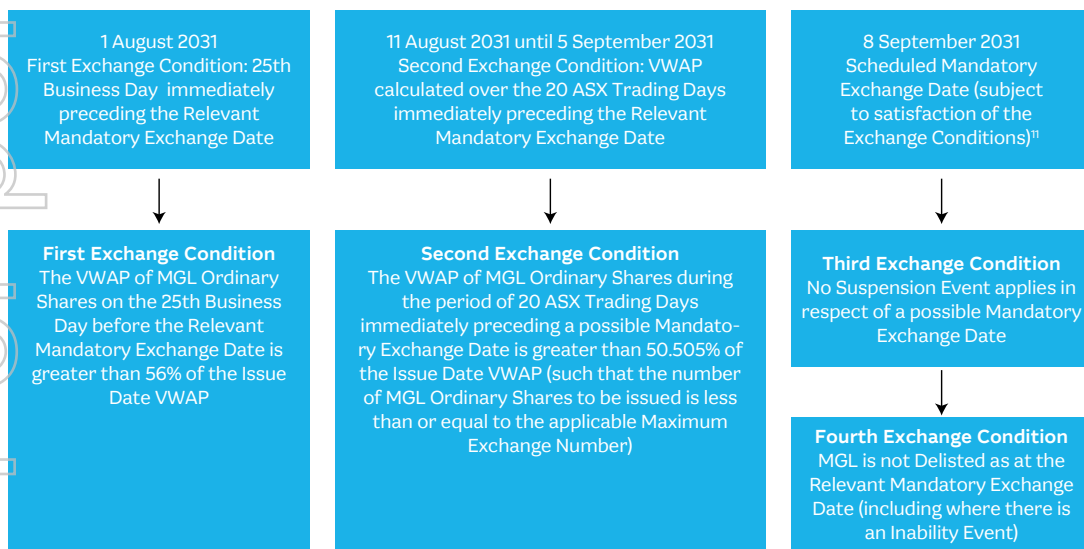 1 August 2031
First Exchange Condition: 25th
Business Day immediately
preceding the Relevant
Mandatory Exchange Date
11 August 2031 until 5 September 2031
Second Exchange Condition: VWAP
calculated over the 20 ASX Trading Days
immediately preceding the Relevant
Mandatory Exchange Date
8 September 2031
Scheduled Mandatory
Exchange Date (subject
to satisfaction of the
Exchange Conditions)11
First Exchange Condition
The VWAP of MGL Ordinary
Shares on the 25th Business
Day before the Relevant
Mandatory Exchange Date is
greater than 56% of the Issue
Date VWAP
Second Exchange Condition
The VWAP of MGL Ordinary Shares during
the period of 20 ASX Trading Days
immediately preceding a possible Mandato-
ry Exchange Date is greater than 50.505% of
the Issue Date VWAP (such that the number
of MGL Ordinary Shares to be issued is less
than or equal to the applicable Maximum
Exchange Number)
Third Exchange Condition
No Suspension Event applies in
respect of a possible Mandatory
Exchange Date
Fourth Exchange Condition
MGL is not Delisted as at the
Relevant Mandatory Exchange
Date (including where there is
an Inability Event)